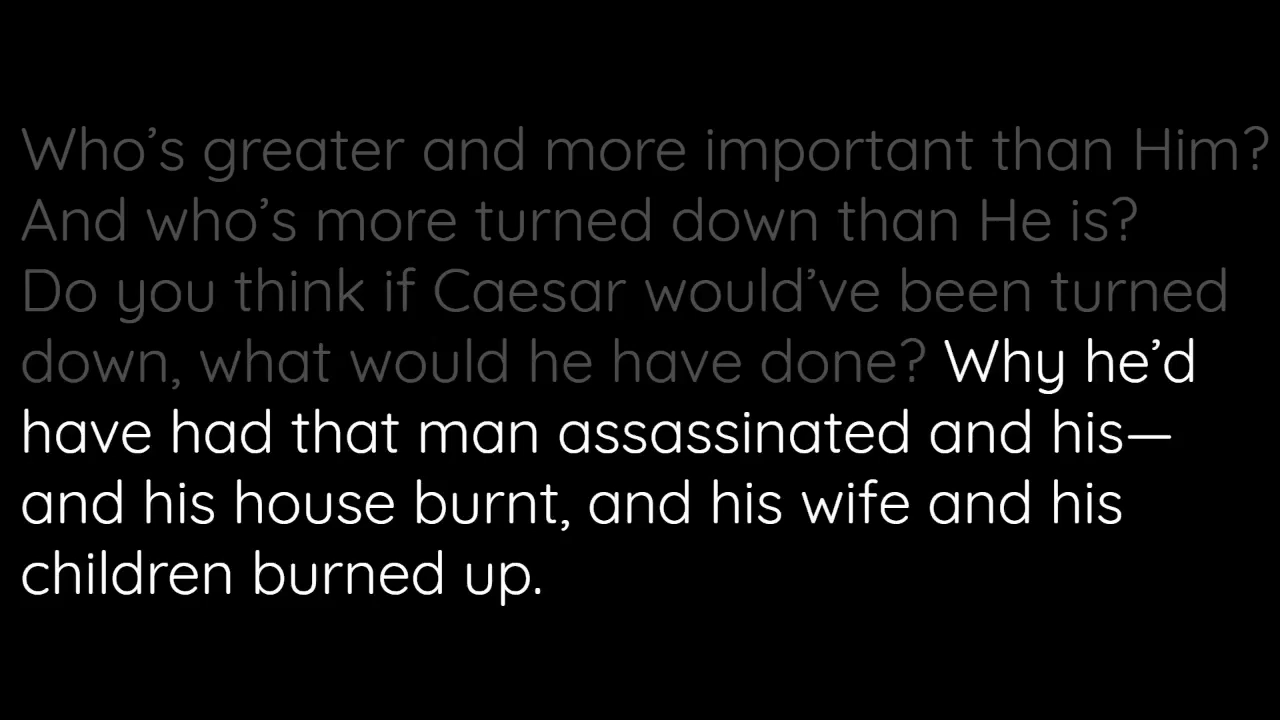 Who’s greater and more important than Him?
And who’s more turned down than He is?
Do you think if Caesar would’ve been turned
down, what would he have done? Why he’d
have had that man assassinated and his—
and his house burnt, and his wife and his
children burned up.